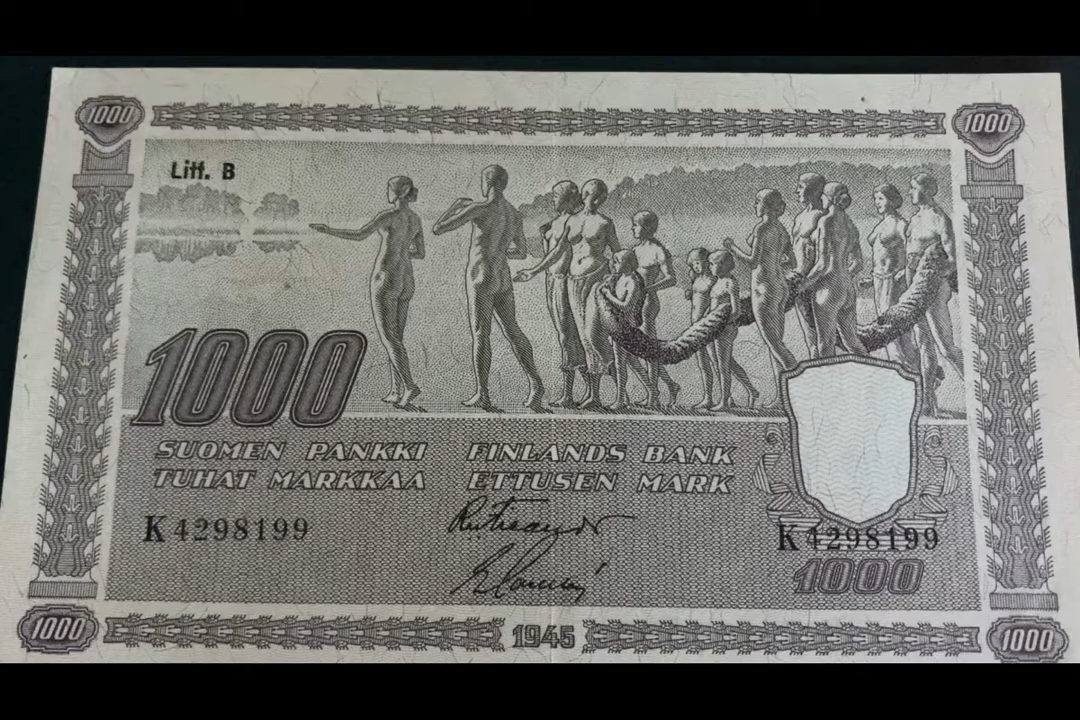 1000 1000
Litt. B
1000
SUOMEN PANKKI FINLANDS BANK
TUHAT MARKKAA ETTUSEN MARK
K4298199 K4298199
1000
1000 1945 1000